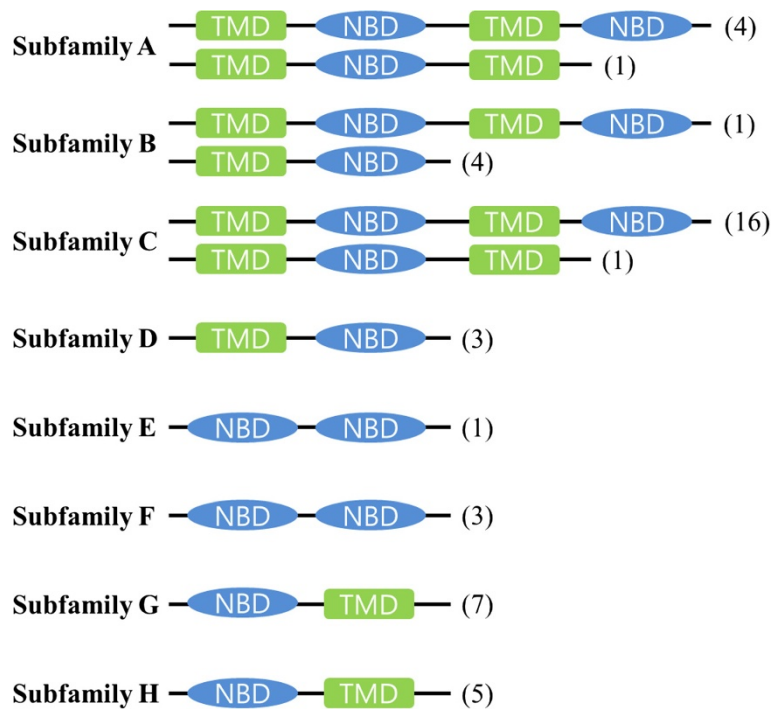 TMD NBD TMD NBD (4)
Subfamily A
TMD NBD TMD (1)
TMD NBD TMD NBD (1)
Subfamily B
TMD NBD (4)
TMD NBD TMD NBD (16)
Subfamily C
TMD NBD TMD (1)
Subfamily D TMD NBD (3)
Subfamily E NBD NBD (1)
Subfamily F NBD NBD (3)
Subfamily G NBD TMD (7)
Subfamily H NBD TMD (5)